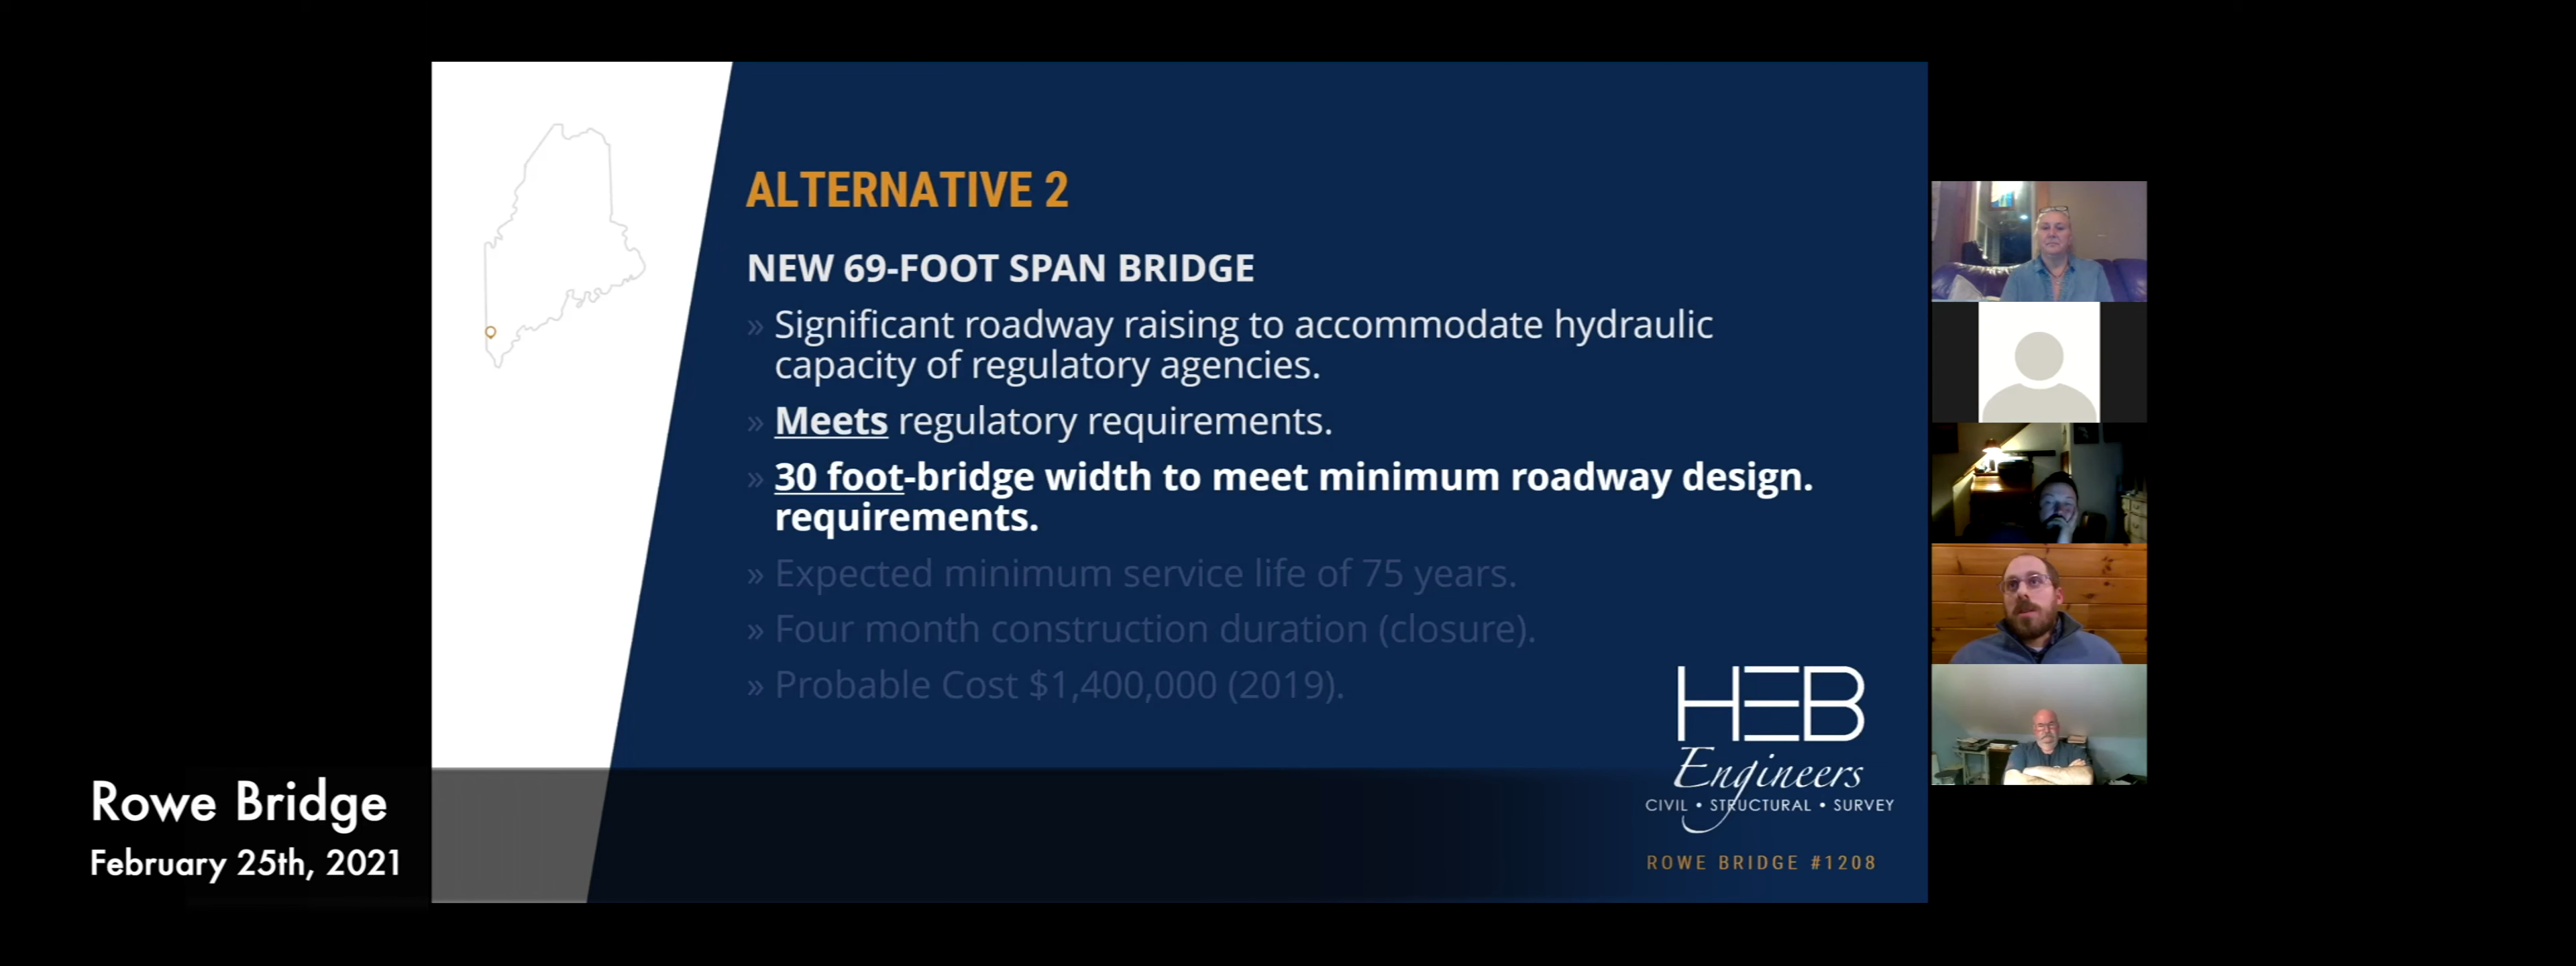 ALTERNATIVE 2
NEW 69-FOOT SPAN BRIDGE
» Significant roadway raising to accommodate hydraulic
capacity of regulatory agencies.
» Meets regulatory requirements.
» 30 foot-bridge width to meet minimum roadway design.
requirements.
» Expected minimum service life of 75 years.
» Four month construction duration (closure).
» Probable Cost $1,400,000 (2019).
HEB
Engineers
CIVIL • STRUCTURAL • SURVEY
ROWE BRIDGE #1208
Rowe Bridge
February 25th, 2021